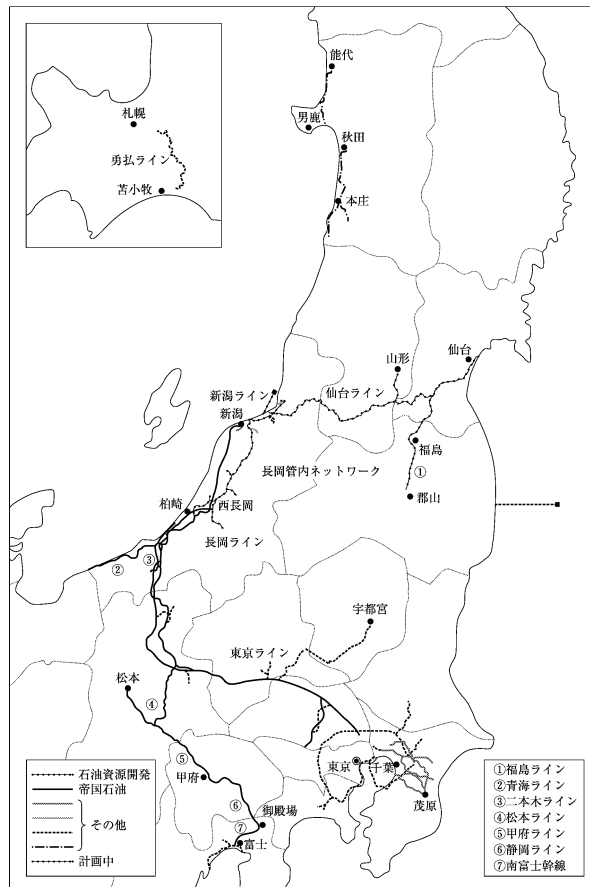 能代
男鹿
秋田
本庄
札幌
勇払ライン
苫小牧
山形
仙台
仙台ライン
新潟ライン
新潟
福島
①
長岡管内ネットワーク
郡山
柏崎
西長岡
長岡ライン
②
③
宇都宮
東京ライン
松本
④
⑤
甲府
東京
千葉
茂原
⑥
御殿場
⑦
富士
石油資源開発
帝国石油
その他
計画中
①福島ライン
②青海ライン
③二本木ライン
④松本ライン
⑤甲府ライン
⑥静岡ライン
⑦南富士幹線